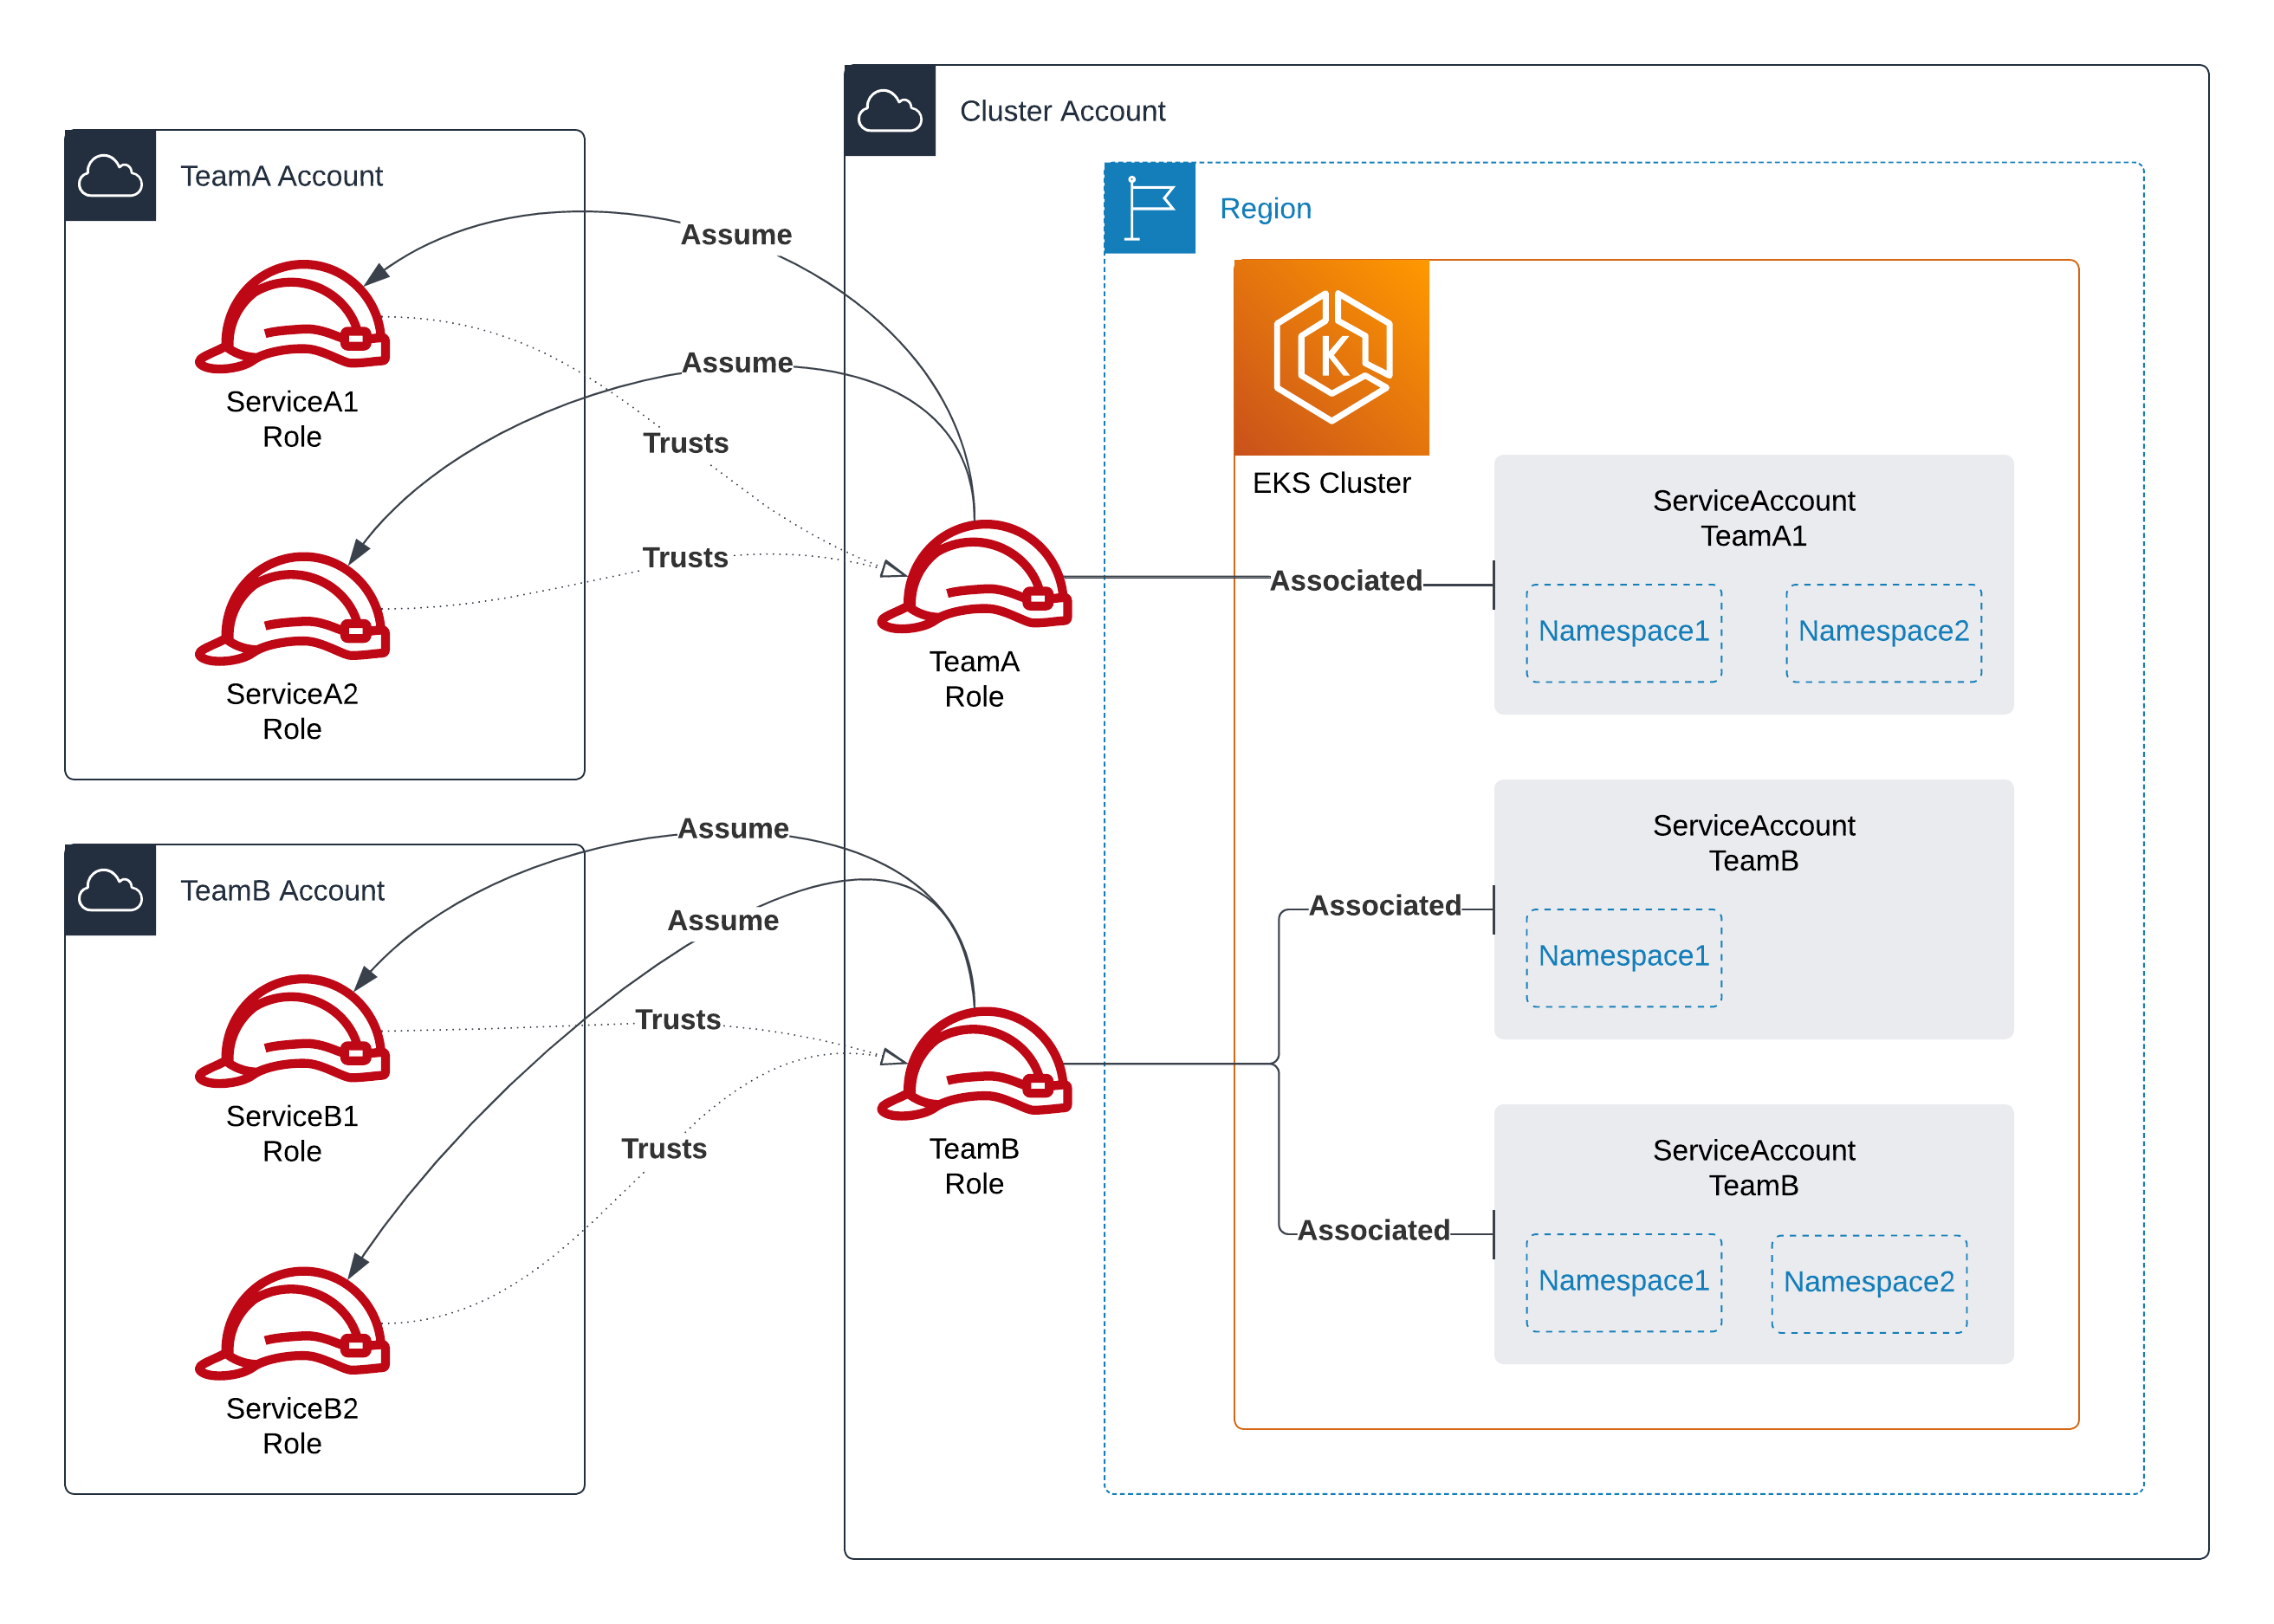 Cluster Account
TeamA Account
Region
Assume
Assume
ServiceA1
Role
Trusts
EKS Cluster
ServiceAccount
TeamA1
Trusts
Associated
Namespace1
Namespace2
TeamA
Role
ServiceA2
Role
Assume
ServiceAccount
TeamB
TeamB Account
Assume
Associated
Namespace1
Trusts
ServiceB1
Role
Trusts
TeamB
Role
ServiceAccount
TeamB
Associated
Namespace1
Namespace2
ServiceB2
Role
K